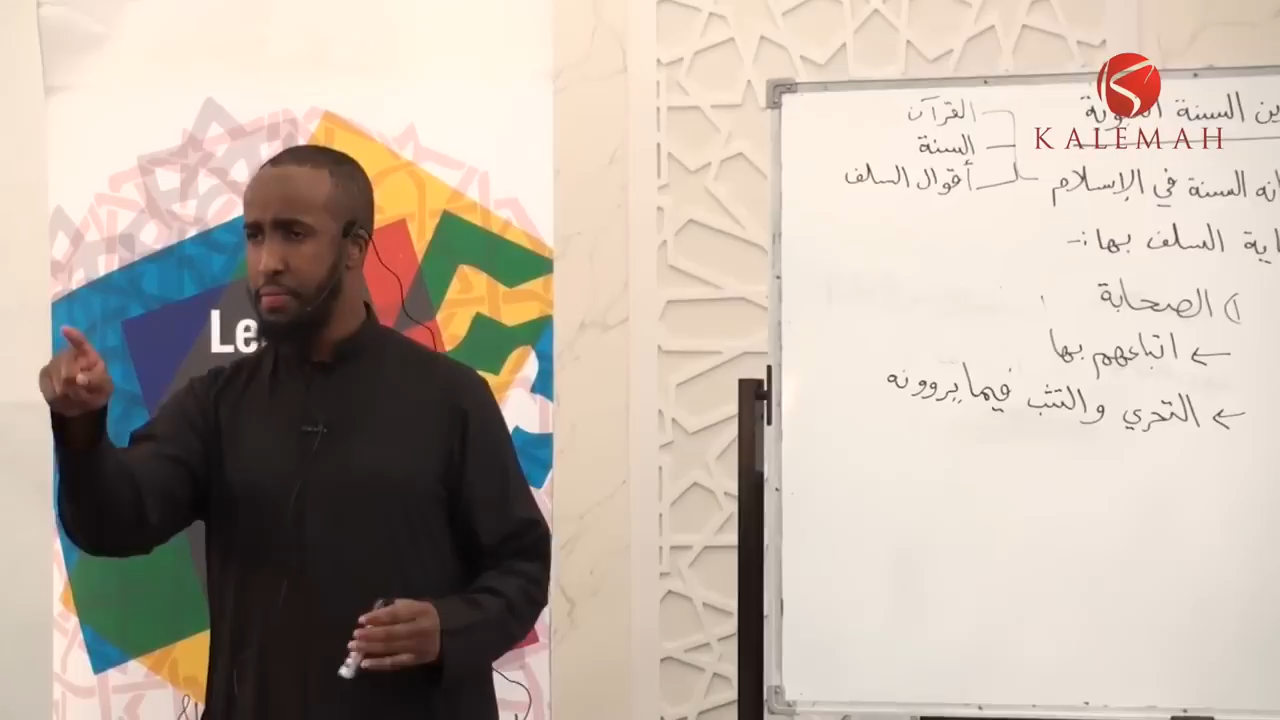 السنة
القرآن
السنة
السنة في الإسلام
أقوال السلف
السلف بها:-
١) الصحابة
← اتباعهم بها
← التحري والتثبت فيما يروونه
KALEMAH
Le